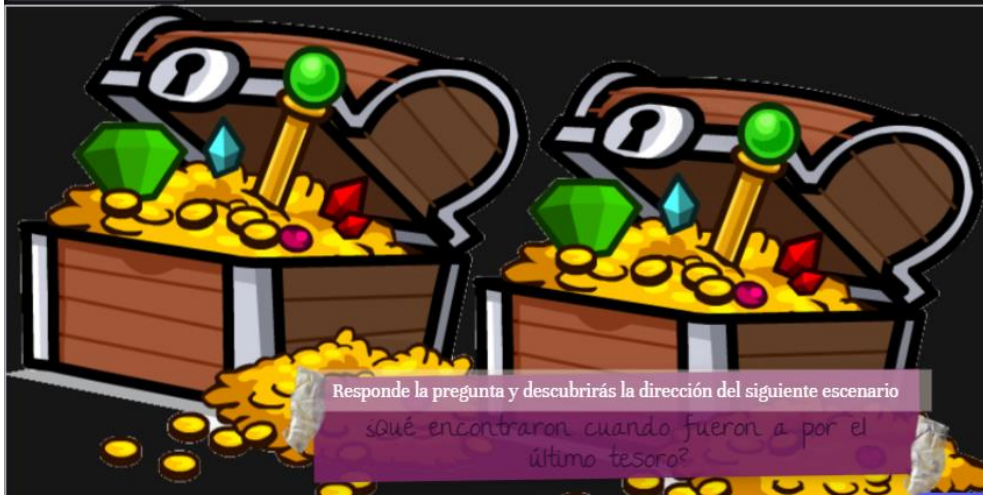 Responde la pregunta y descubrirás la dirección del siguiente escenario
¿Qué encontraron cuando fueron a por el
último tesoro?